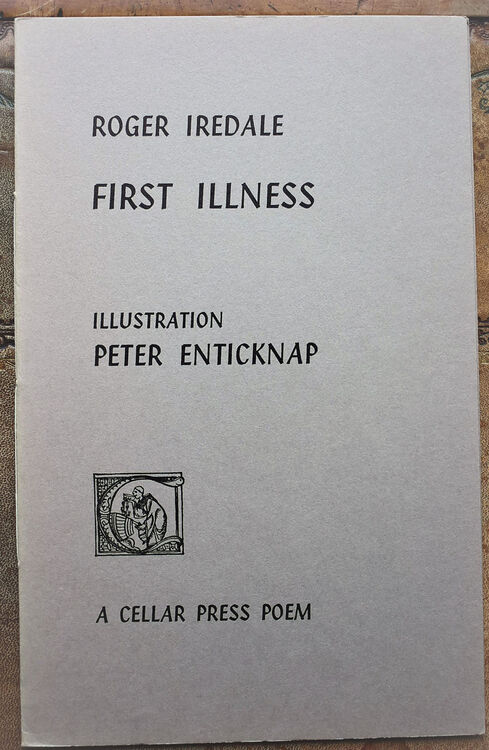 ROGER IREDALE
FIRST ILLNESS
ILLUSTRATION
PETER ENTICKNAP
A CELLAR PRESS POEM